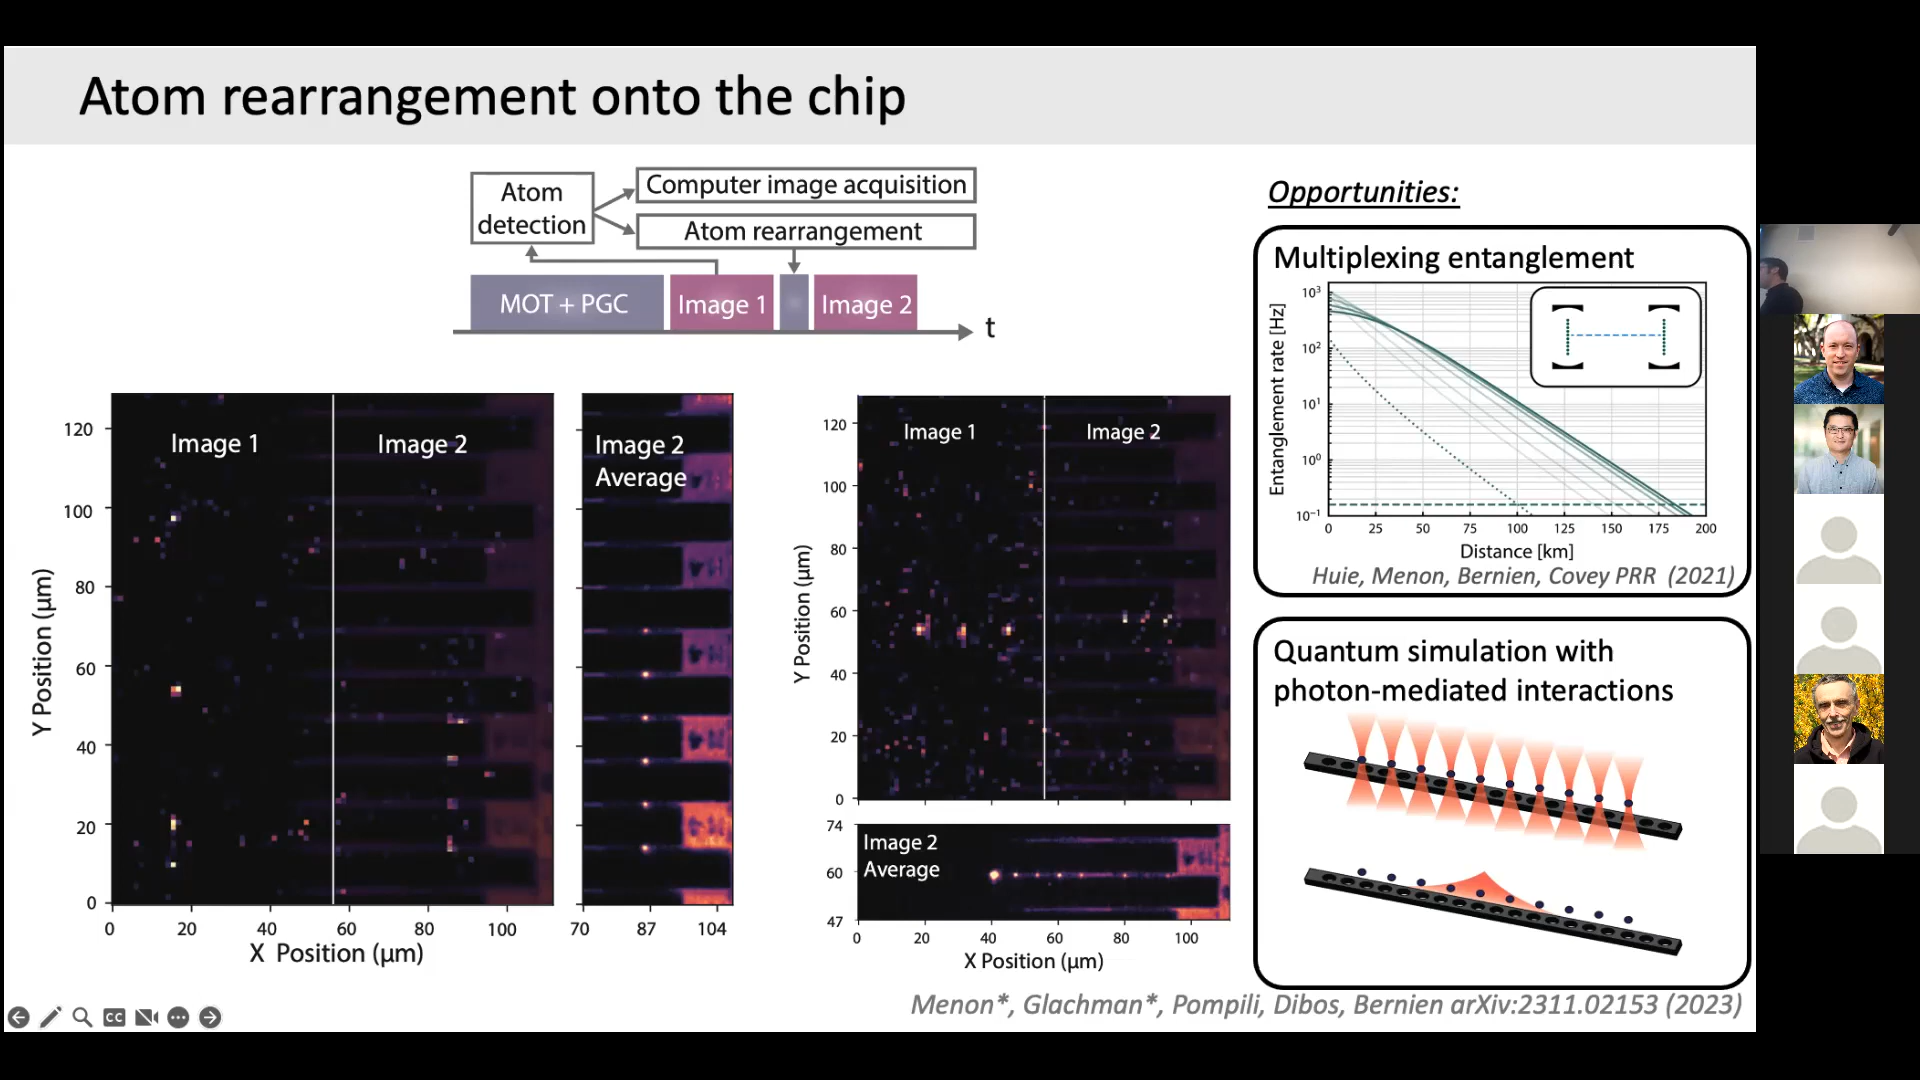 Atom rearrangement onto the chip
Atom
detection
Computer image acquisition
Atom rearrangement
MOT + PGC
Image 1
Image 2
t
Image 1
Image 2
Image 2
Average
120
100
80
60
40
20
0
Y Position (μm)
0
20
40
60
80
100
X Position (μm)
70
87
104
Image 1
Image 2
120
100
80
60
40
20
0
Y Position (μm)
Image 2
Average
74
60
47
0
20
40
60
80
100
X Position (μm)
Opportunities:
Multiplexing entanglement
Entanglement rate [Hz]
10³
10²
10¹
10⁰
10⁻¹
0
25
50
75
100
125
150
175
200
Distance [km]
Huie, Menon, Bernien, Covey PRR (2021)
Quantum simulation with
photon-mediated interactions
Menon*, Glachman*, Pompili, Dibos, Bernien arXiv:2311.02153 (2023)
CC